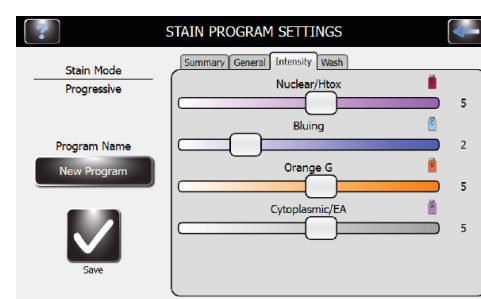 STAIN PROGRAM SETTINGS
Stain Mode
Progressive
Program Name
New Program
Save
Summary General Intensity Wash
Nuclear/Htox
5
Bluing
2
Orange G
5
Cytoplasmic/EA
5